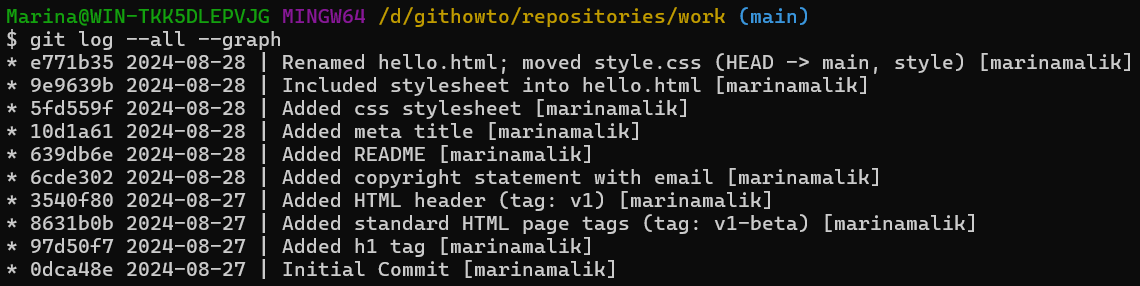 Marina@WIN-TKK5DLEPVJG MINGW64 /d/githowto/repositories/work (main)
$ git log --all --graph
* e771b35 2024-08-28 | Renamed hello.html; moved style.css (HEAD -> main, style) [marinamalik]
* 9e9639b 2024-08-28 | Included stylesheet into hello.html [marinamalik]
* 5fd559f 2024-08-28 | Added css stylesheet [marinamalik]
* 10d1a61 2024-08-28 | Added meta title [marinamalik]
* 639db6e 2024-08-28 | Added README [marinamalik]
* 6cde302 2024-08-28 | Added copyright statement with email [marinamalik]
* 3540f80 2024-08-27 | Added HTML header (tag: v1) [marinamalik]
* 8631b0b 2024-08-27 | Added standard HTML page tags (tag: v1-beta) [marinamalik]
* 97d50f7 2024-08-27 | Added h1 tag [marinamalik]
* 0dca48e 2024-08-27 | Initial Commit [marinamalik]